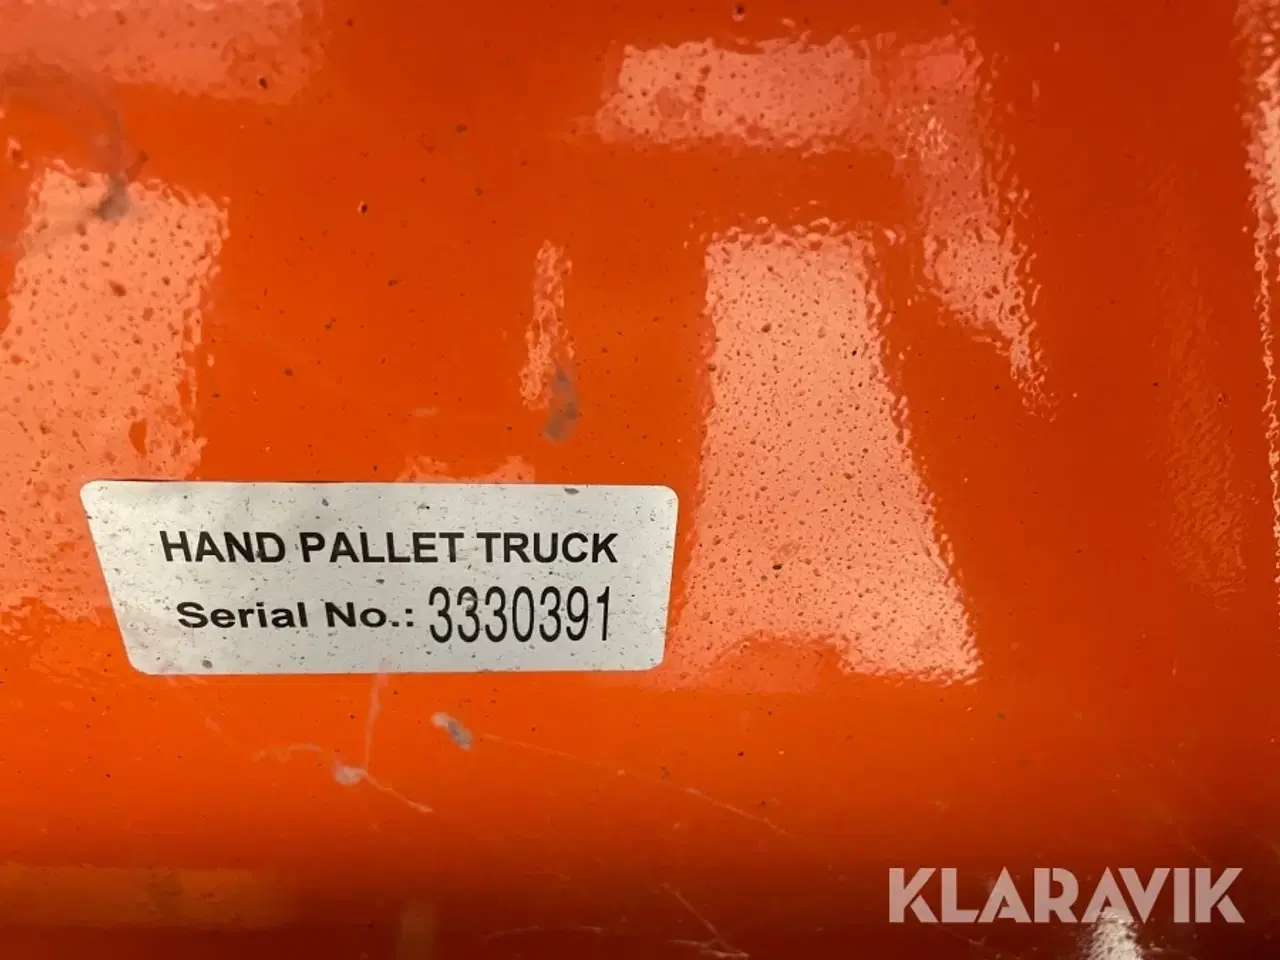 HAND PALLET TRUCK
Serial No.: 3330391
KLARAVIK